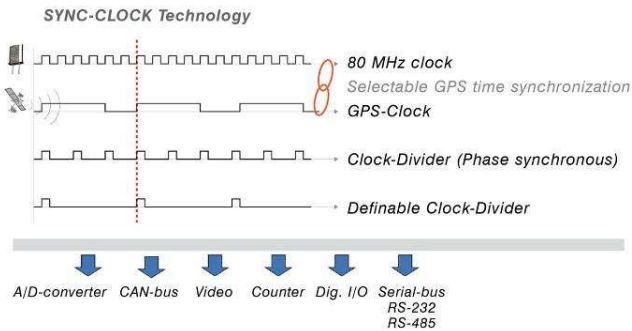 SYNC-CLOCK Technology
80 MHz clock
Selectable GPS time synchronization
GPS-Clock
Clock-Divider (Phase synchronous)
Definable Clock-Divider
A/D-converter CAN-bus Video Counter Dig. I/O Serial-bus
RS-232
RS-485